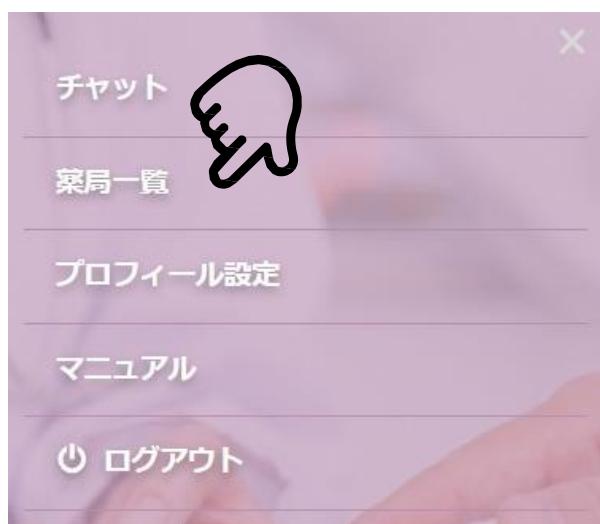 チャット
薬局一覧
プロフィール設定
マニュアル
ログアウト